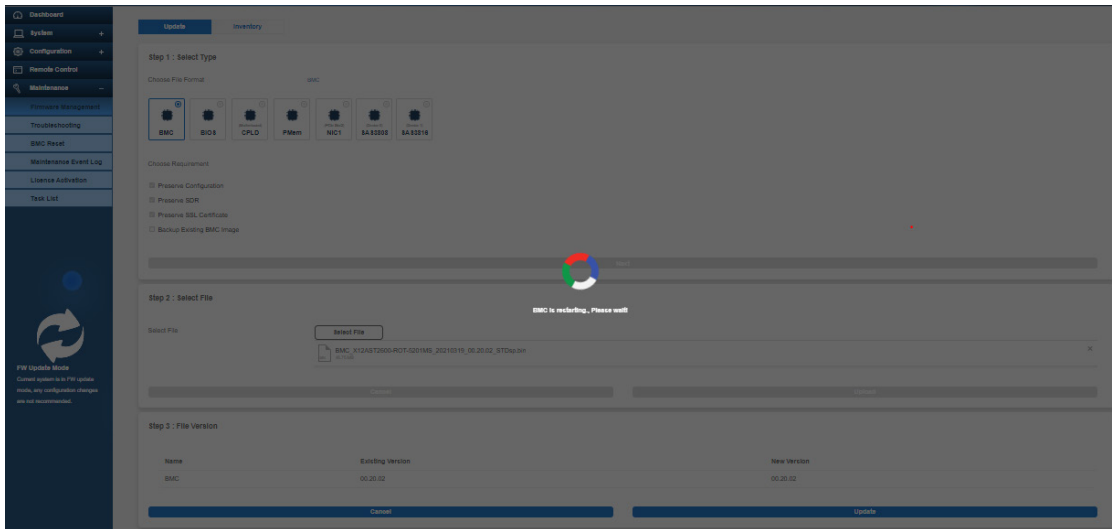 Dashboard
System +
Configuration +
Remote Control
Maintenance −
Firmware Management
Troubleshooting
BMC Reset
Maintenance Event Log
License Activation
Task List
FW Update Mode
Current system is in FW update
mode, any configuration changes
are not recommended.
Update Inventory
Step 1 : Select Type
Choose File Format BMC
BMC BIOS CPLD PMem NIC1 SAS3808 SAS3816
Choose Requirement
Preserve Configuration
Preserve SDR
Preserve SSL Certificate
Backup Existing BMC Image
Next
BMC is restarting., Please wait!
Step 2 : Select File
Select File Select File
Cancel Upload
Step 3 : File Version
Name Existing Version New Version
BMC 00.20.02 00.20.02
Cancel Update